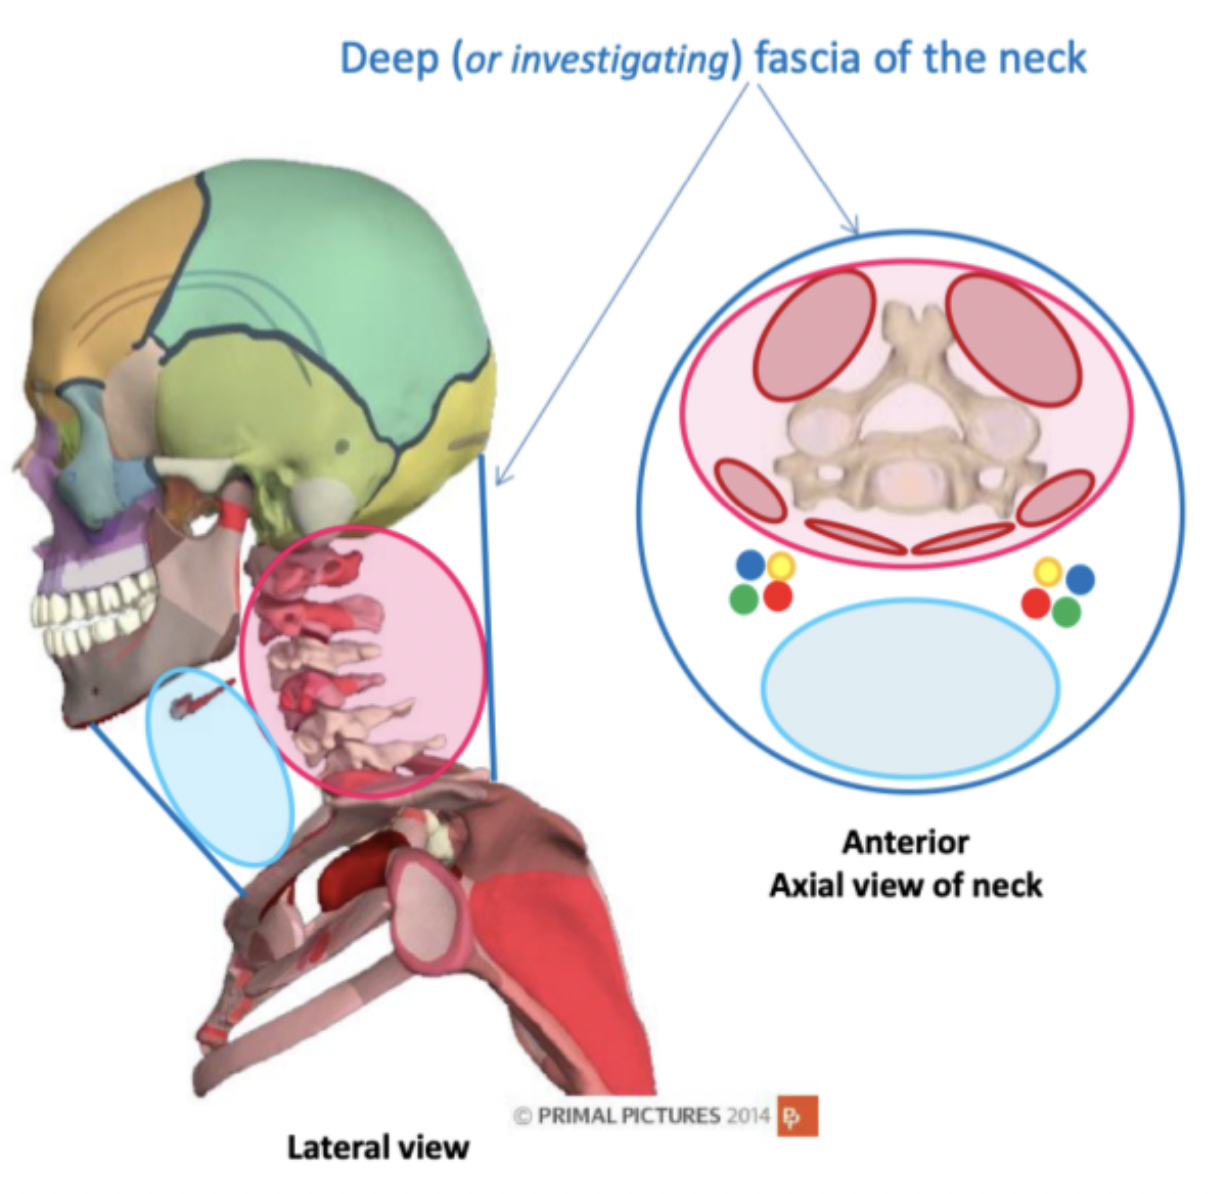 Deep (or investigating) fascia of the neck
Anterior
Axial view of neck
© PRIMAL PICTURES 2014
Lateral view